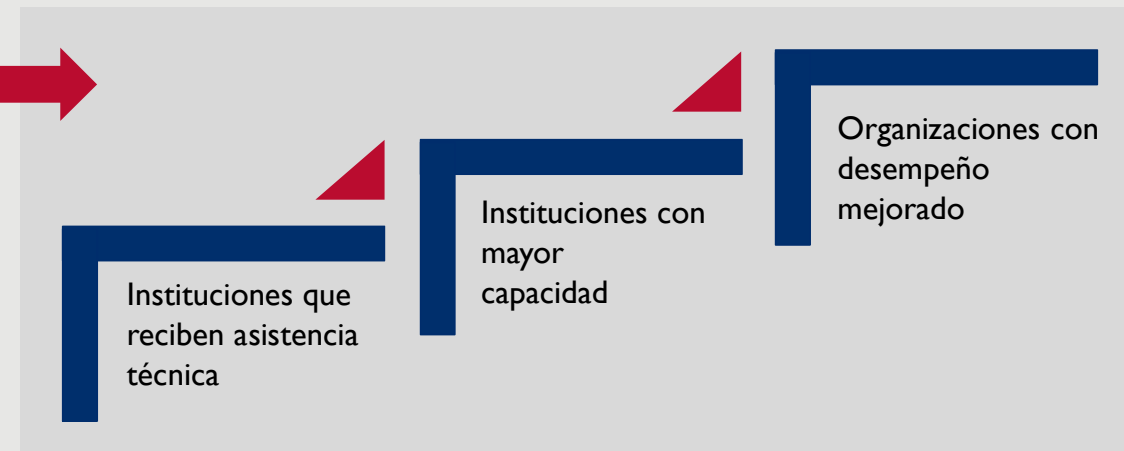 Instituciones que
reciben asistencia
técnica
Instituciones con
mayor
capacidad
Organizaciones con
desempeño
mejorado